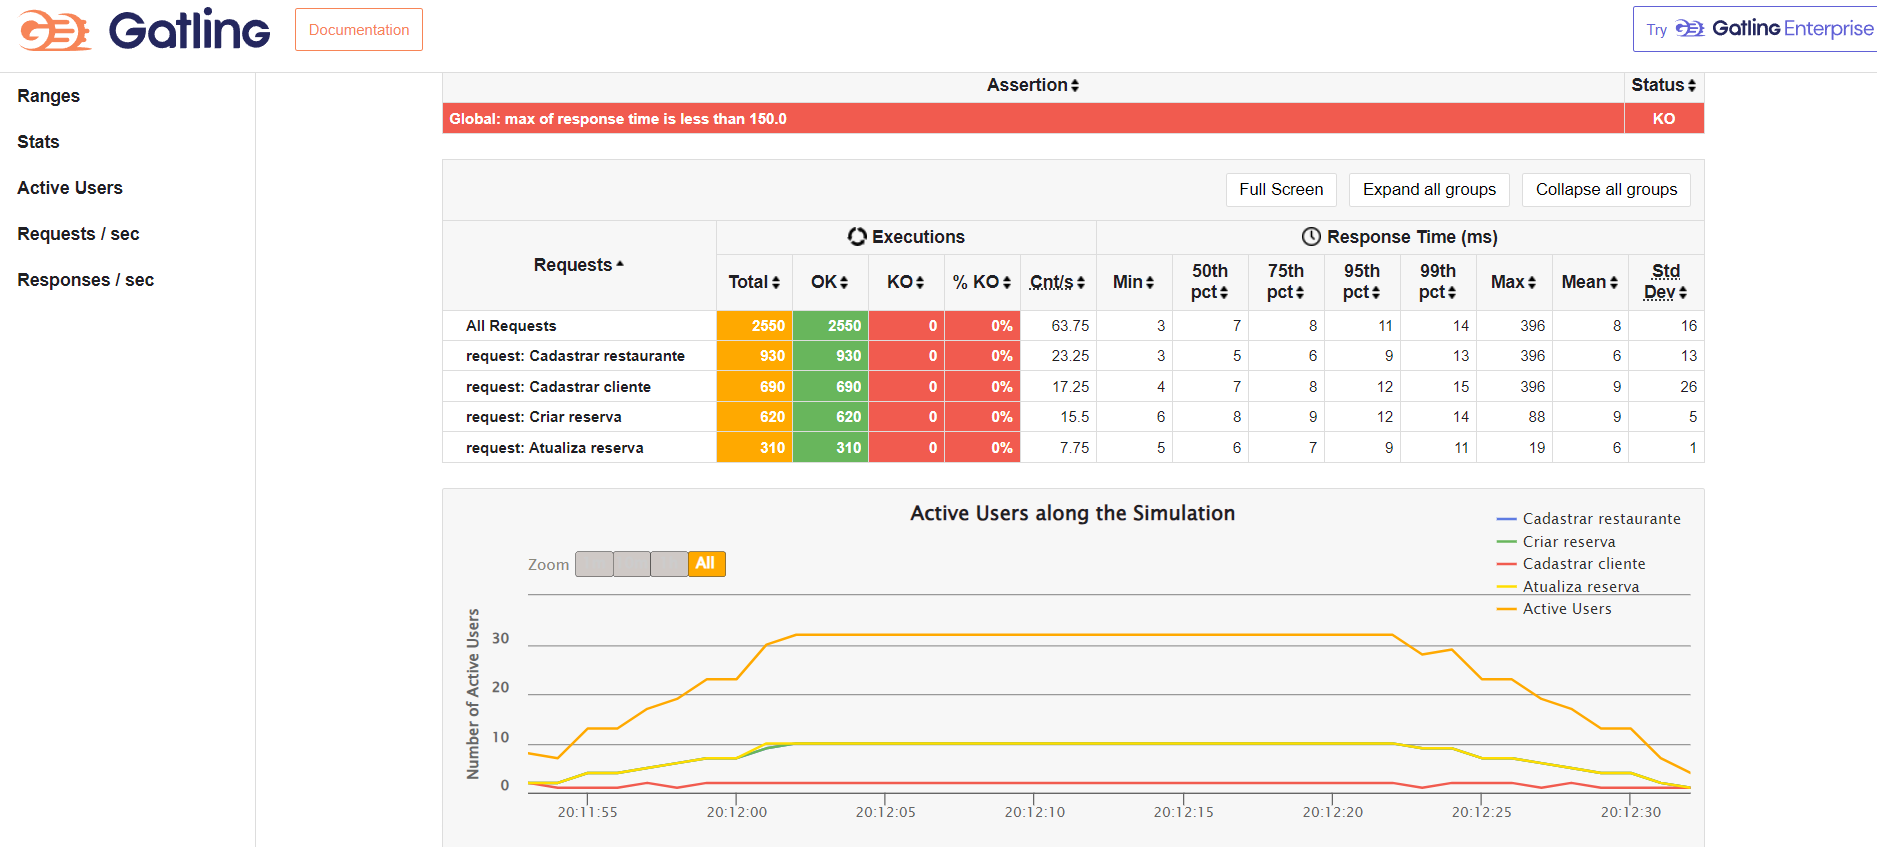 Gatling
Documentation
Try Gatling Enterprise
Ranges
Stats
Active Users
Requests / sec
Responses / sec
Assertion Status
Global: max of response time is less than 150.0 KO
Full Screen Expand all groups Collapse all groups
Requests Executions Response Time (ms)
Total OK KO % KO Cnt/s Min 50th pct 75th pct 95th pct 99th pct Max Mean Std Dev
All Requests 2550 2550 0 0% 63.75 3 7 8 11 14 396 8 16
request: Cadastrar restaurante 930 930 0 0% 23.25 3 5 6 9 13 396 6 13
request: Cadastrar cliente 690 690 0 0% 17.25 4 7 8 12 15 396 9 26
request: Criar reserva 620 620 0 0% 15.5 6 8 9 12 14 88 9 5
request: Atualiza reserva 310 310 0 0% 7.75 5 6 7 9 11 19 6 1
Active Users along the Simulation
Cadastrar restaurante
Criar reserva
Cadastrar cliente
Atualiza reserva
Active Users
Zoom All
Number of Active Users
30
20
10
0
20:11:55 20:12:00 20:12:05 20:12:10 20:12:15 20:12:20 20:12:25 20:12:30